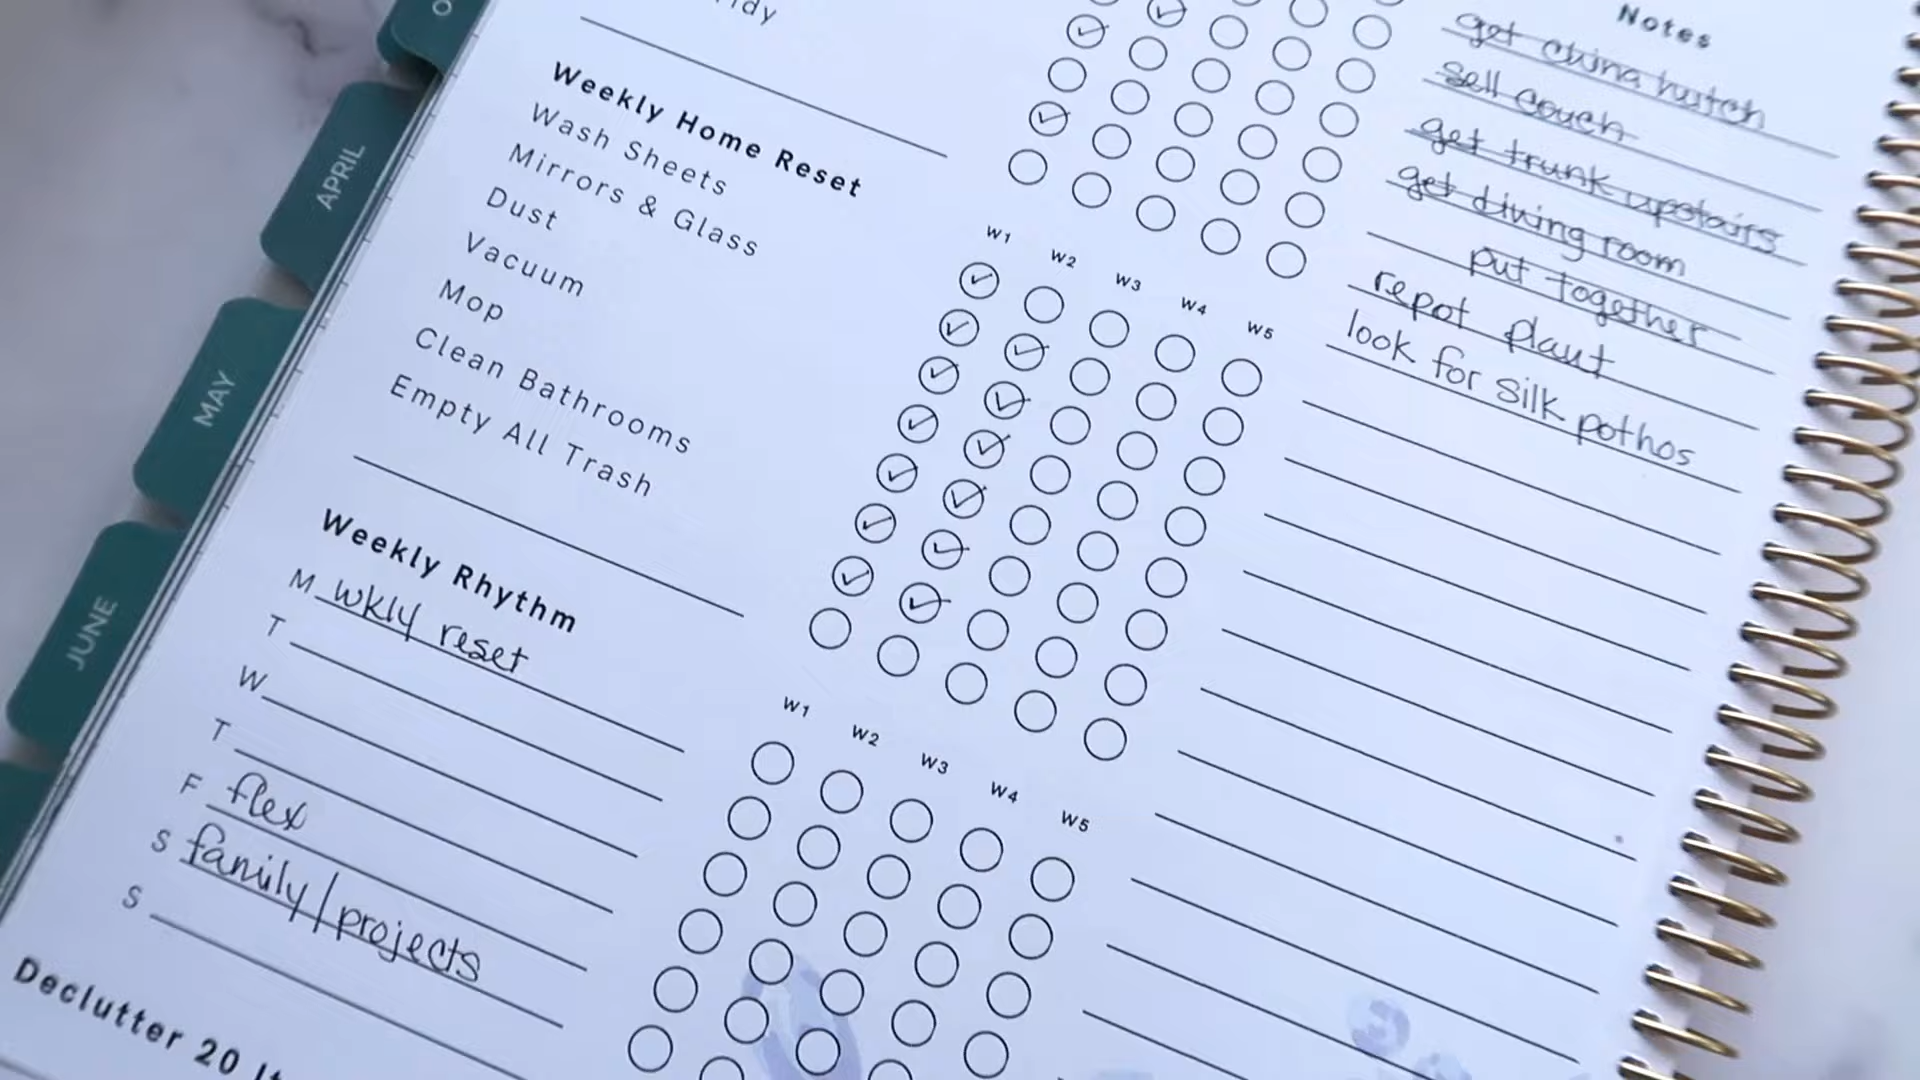 Weekly Home Reset
Wash Sheets
Mirrors & Glass
Dust
Vacuum
Mop
Clean Bathrooms
Empty All Trash
W1 W2 W3 W4 W5
Weekly Rhythm
M wkly reset
T
W
T
F flex
S family/projects
S
W1 W2 W3 W4 W5
Declutter 20
Notes
get china hutch
sell couch
get trunk upstairs
get dining room
put together
repot plant
look for silk pothos
APRIL
MAY
JUNE